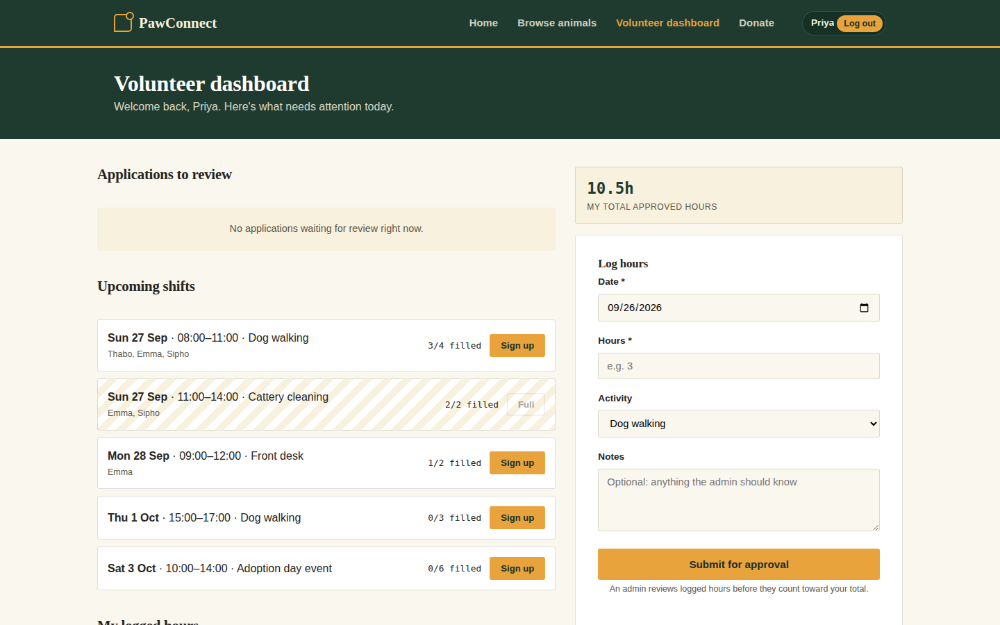 PawConnect
Home
Browse animals
Volunteer dashboard
Donate
Priya
Log out
Volunteer dashboard
Welcome back, Priya. Here's what needs attention today.
Applications to review
No applications waiting for review right now.
Upcoming shifts
Sun 27 Sep · 08:00–11:00 · Dog walking
Thabo, Emma, Sipho
3/4 filled
Sign up
Sun 27 Sep · 11:00–14:00 · Cattery cleaning
Emma, Sipho
2/2 filled
Full
Mon 28 Sep · 09:00–12:00 · Front desk
Emma
1/2 filled
Sign up
Thu 1 Oct · 15:00–17:00 · Dog walking
0/3 filled
Sign up
Sat 3 Oct · 10:00–14:00 · Adoption day event
0/6 filled
Sign up
My logged hours
10.5h
MY TOTAL APPROVED HOURS
Log hours
Date *
09/26/2026
Hours *
e.g. 3
Activity
Dog walking
Notes
Optional: anything the admin should know
Submit for approval
An admin reviews logged hours before they count toward your total.